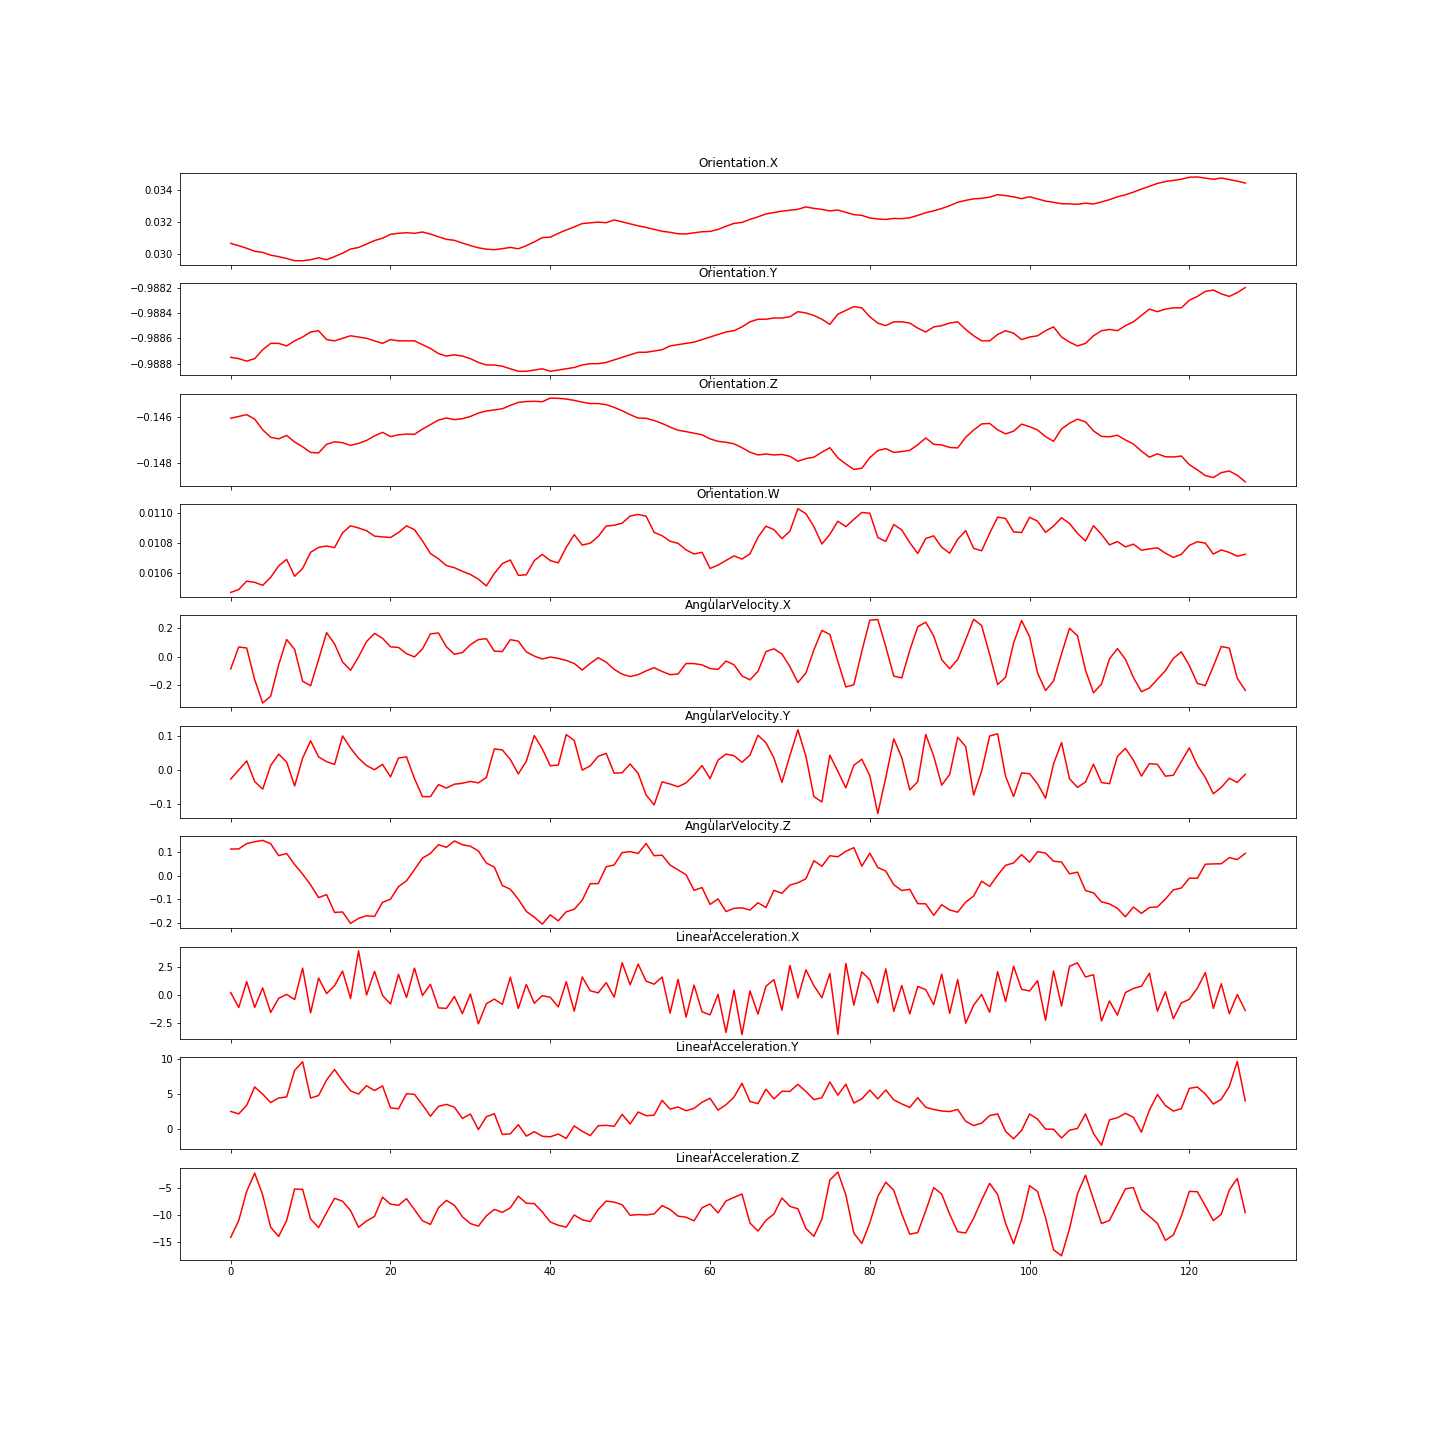 Orientation.X
0.034
0.032
0.030
Orientation.Y
−0.9882
−0.9884
−0.9886
−0.9888
Orientation.Z
−0.146
−0.148
Orientation.W
0.0110
0.0108
0.0106
AngularVelocity.X
0.2
0.0
−0.2
AngularVelocity.Y
0.1
0.0
−0.1
AngularVelocity.Z
0.1
0.0
−0.1
−0.2
LinearAcceleration.X
2.5
0.0
−2.5
LinearAcceleration.Y
10
5
0
LinearAcceleration.Z
−5
−10
−15
0 20 40 60 80 100 120